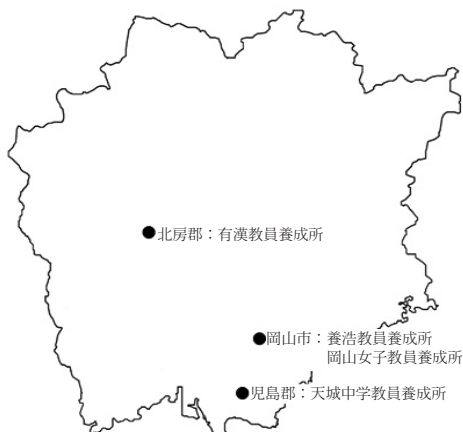 ●北房郡：有漢教員養成所
●岡山市：養浩教員養成所
岡山女子教員養成所
●児島郡：天城中学教員養成所